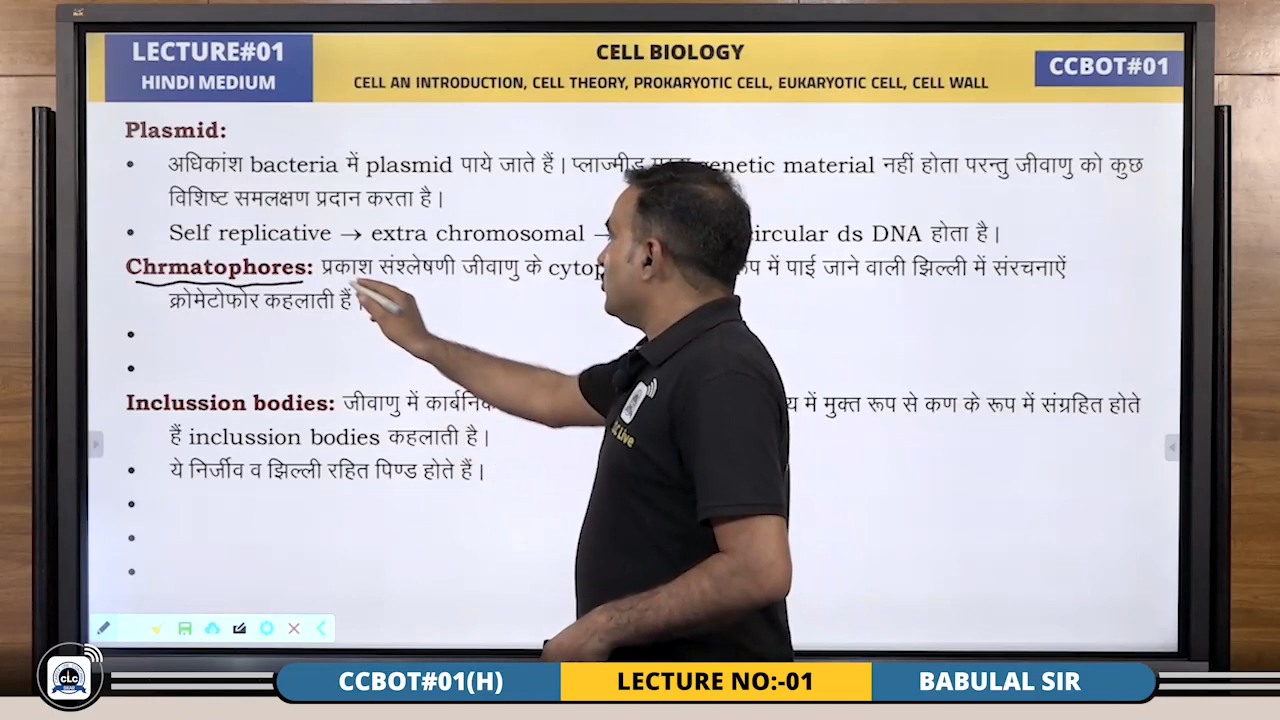 LECTURE#01
HINDI MEDIUM
CELL BIOLOGY
CELL AN INTRODUCTION, CELL THEORY, PROKARYOTIC CELL, EUKARYOTIC CELL, CELL WALL
CCBOT#01
Plasmid:
• अधिकांश bacteria में plasmid पाये जाते हैं। प्लाज्मीड genetic material नहीं होता परन्तु जीवाणु को कुछ
विशिष्ट समलक्षण प्रदान करता है।
• Self replicative → extra chromosomal → circular ds DNA होता है।
Chrmatophores: प्रकाश संश्लेषणी जीवाणु के में पाई जाने वाली झिल्ली में संरचनाऐं
क्रोमेटोफोर कहलाती हैं
•
•
Inclussion bodies: जीवाणु में में मुक्त रूप से कण के रूप में संग्रहित होते
हैं inclussion bodies कहलाती है।
• ये निर्जीव व झिल्ली रहित पिण्ड होते हैं।
•
•
•
Live
CLC
SIKAR
CCBOT#01(H)
LECTURE NO:-01
BABULAL SIR